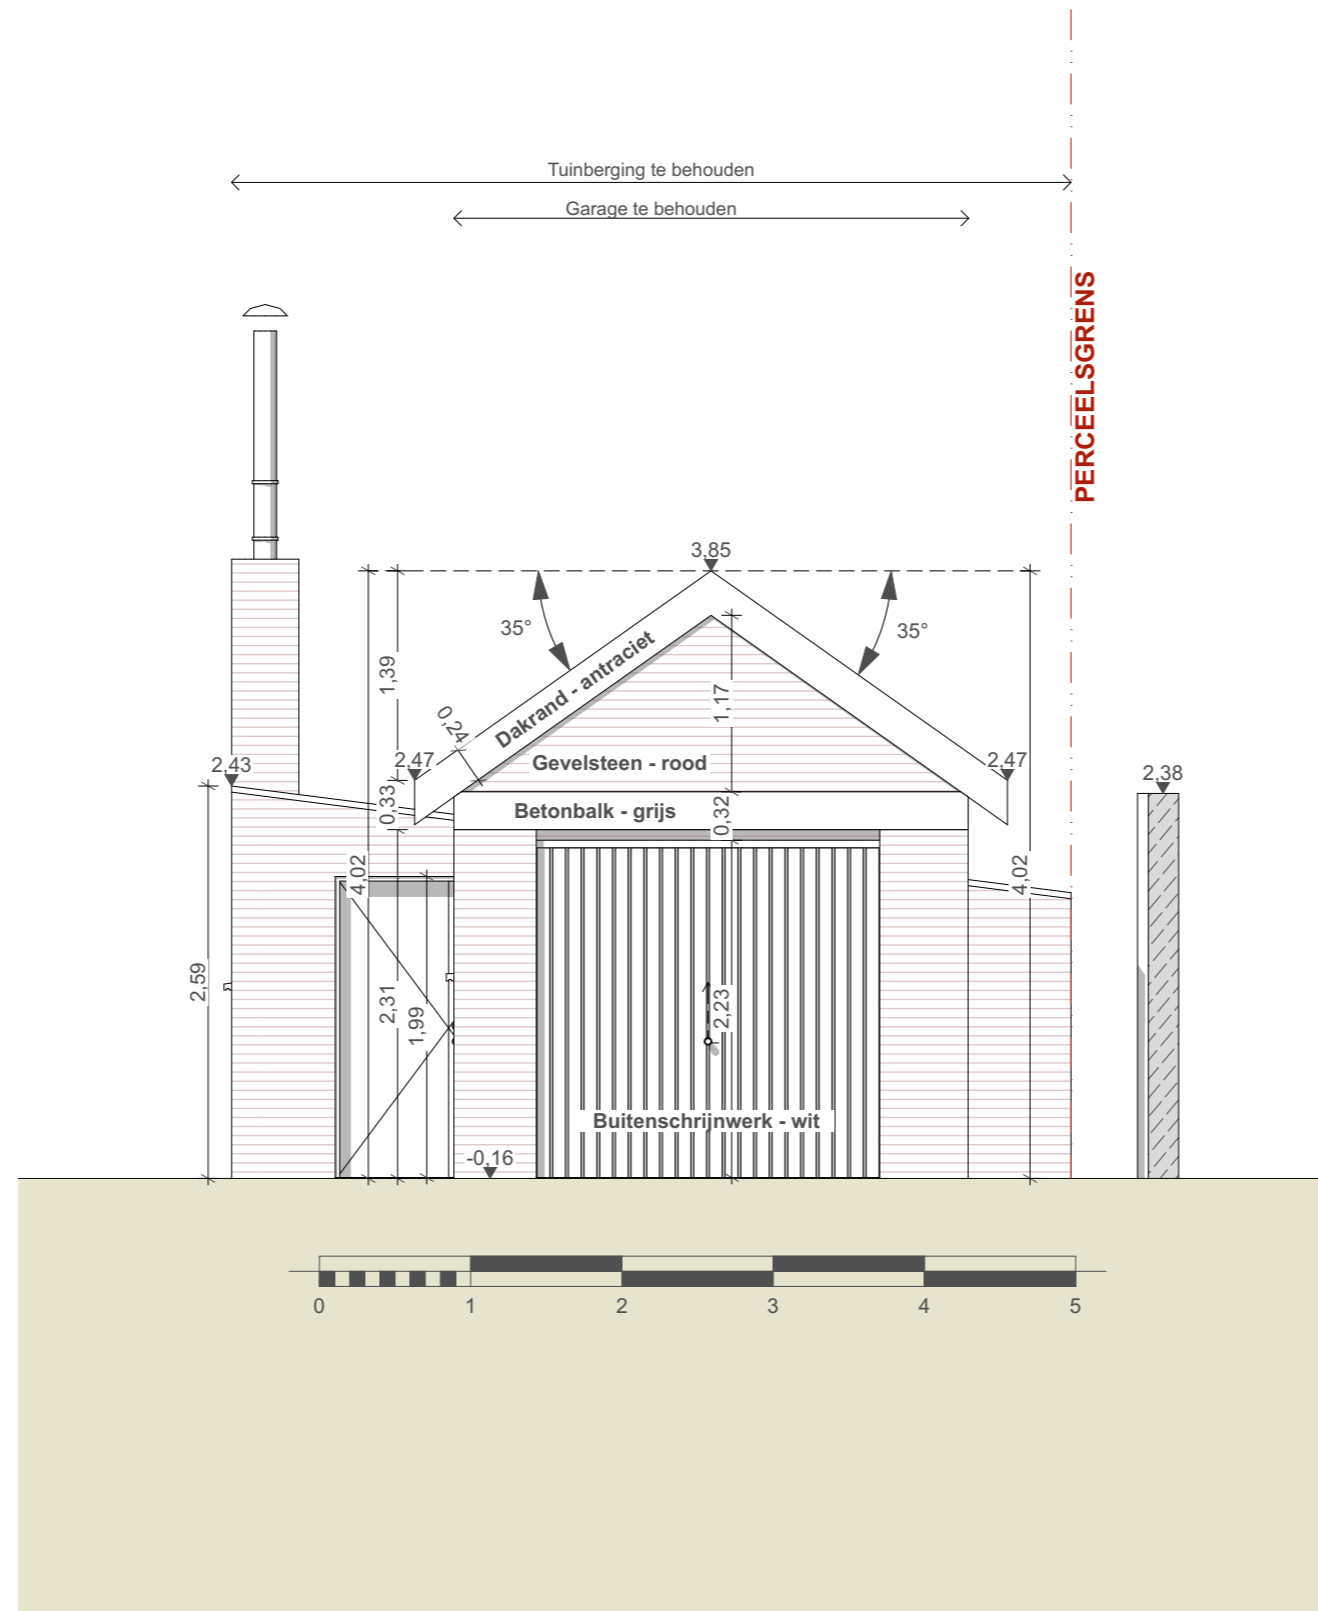 Tuinberging te behouden
Garage te behouden
PERCEELSGRENS
3,85
35°
35°
1,39
Dakrand - antraciet
1,17
0,24
2,43
2,47
Gevelsteen - rood
2,47
2,38
0,33
Betonbalk - grijs
0,32
4,02
4,02
2,59
2,31
1,99
2,23
Buitenschrijnwerk - wit
-0,16
0 1 2 3 4 5